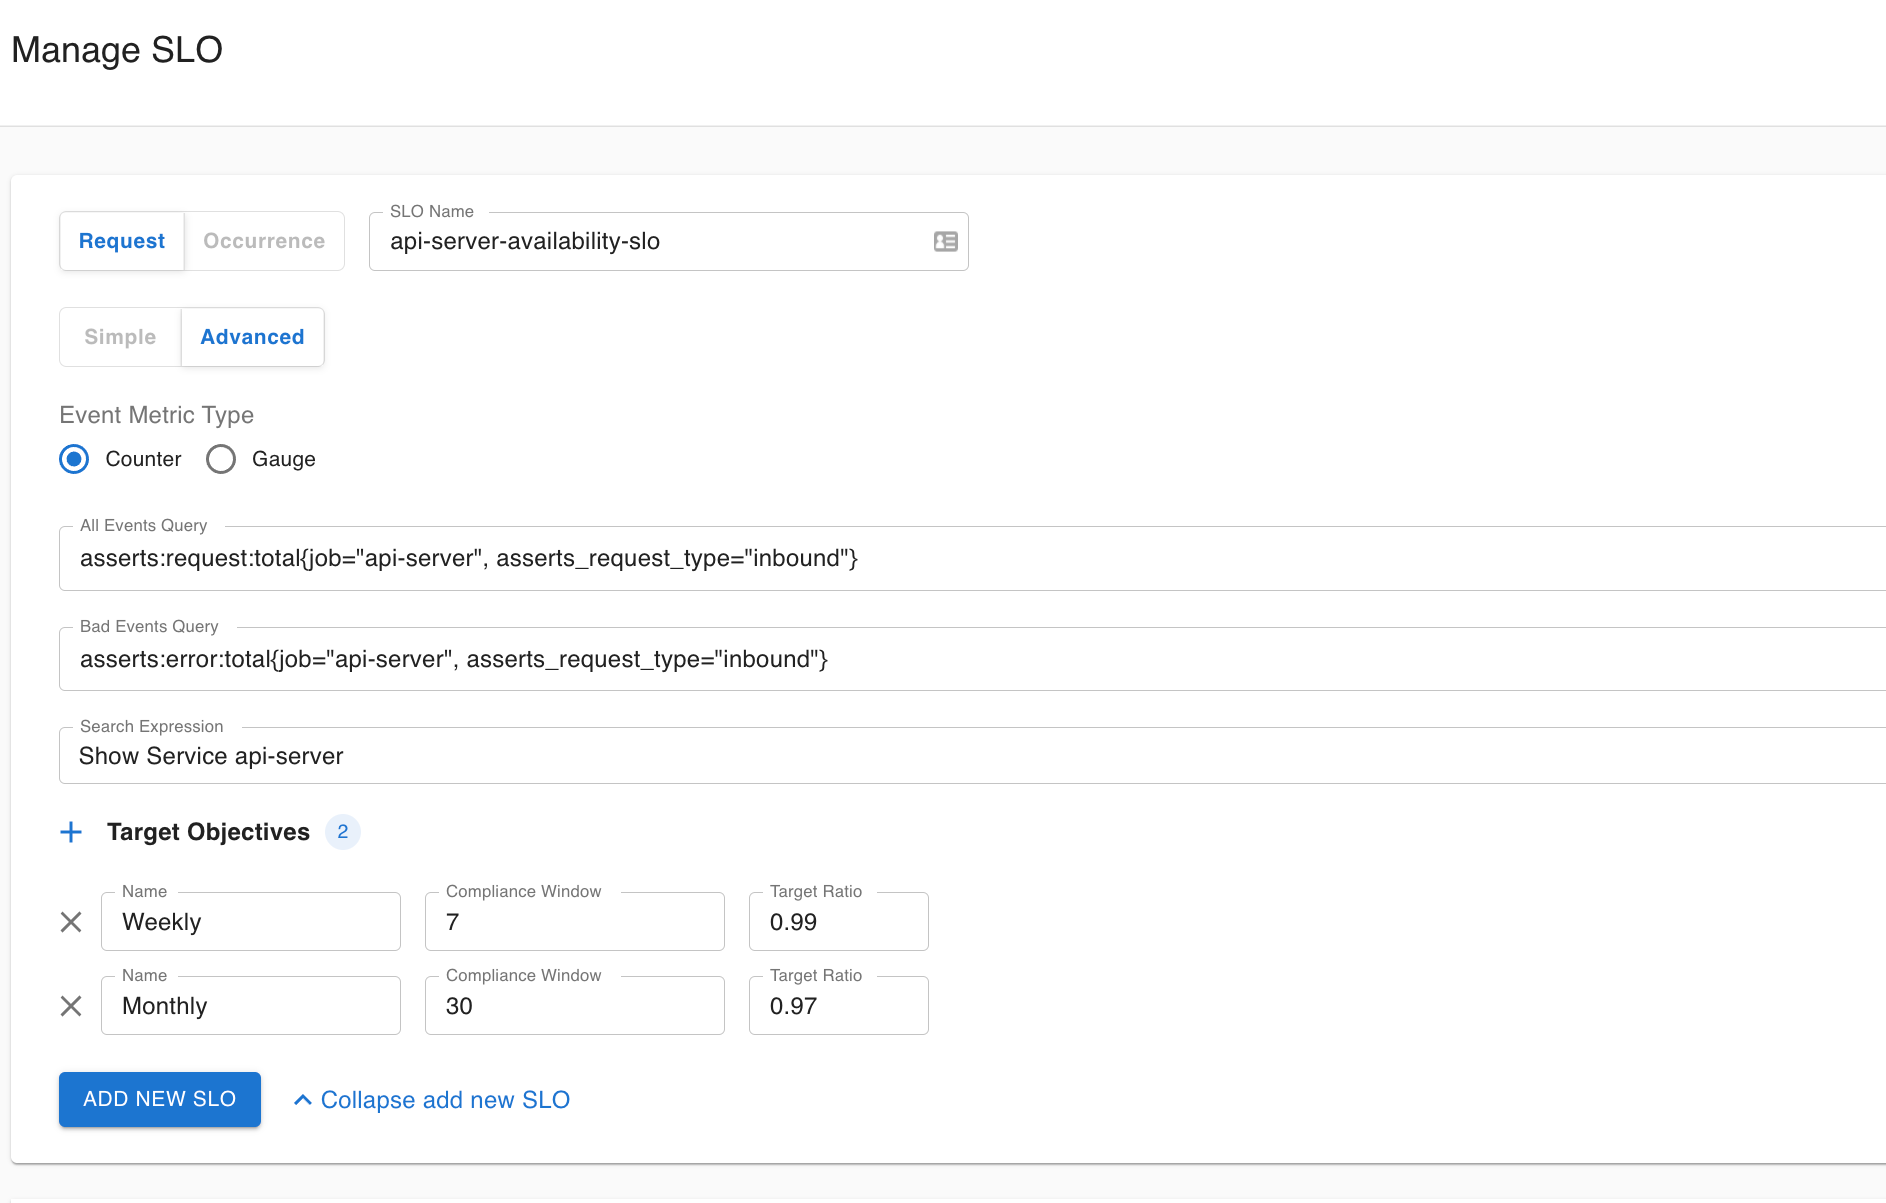 Manage SLO
Request Occurrence
SLO Name
api-server-availability-slo
Simple Advanced
Event Metric Type
Counter Gauge
All Events Query
asserts:request:total{job="api-server", asserts_request_type="inbound"}
Bad Events Query
asserts:error:total{job="api-server", asserts_request_type="inbound"}
Search Expression
Show Service api-server
Target Objectives 2
Name Compliance Window Target Ratio
Weekly 7 0.99
Name Compliance Window Target Ratio
Monthly 30 0.97
ADD NEW SLO Collapse add new SLO